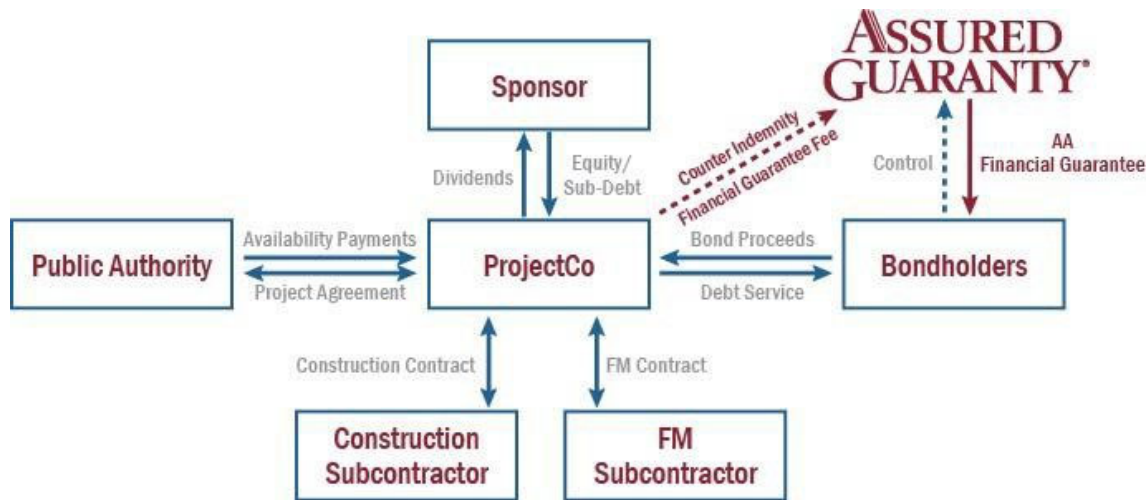 ASSURED
GUARANTY®
Sponsor
Counter Indemnity
Financial Guarantee Fee
AA
Financial Guarantee
Control
Dividends
Equity/
Sub-Debt
Public Authority
Availability Payments
Project Agreement
ProjectCo
Bond Proceeds
Debt Service
Bondholders
Construction Contract
FM Contract
Construction
Subcontractor
FM
Subcontractor